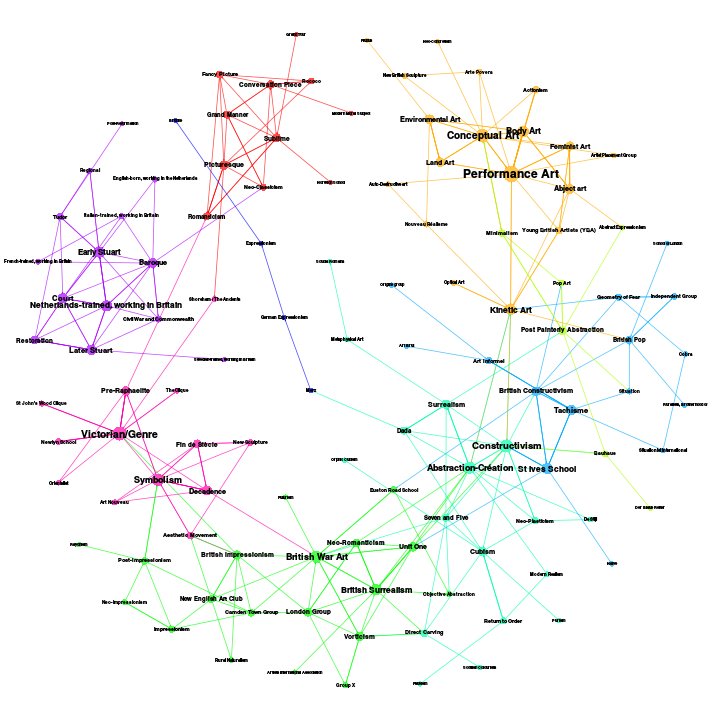 Fancy Picture
Conversation Piece
Rococo
Grand Manner
Sublime
Picturesque
Neo-Classicism
Romanticism
New British Sculpture
Arte Povera
Actionism
Environmental Art
Conceptual Art
Body Art
Land Art
Feminist Art
Artist Placement Group
Performance Art
Auto-Destructive art
Abject art
Nouveau Réalisme
Minimalism
Young British Artists (YBA)
Abstract Expressionism
Regional
English-born, working in the Netherlands
Tudor
Italian-trained, working in Britain
Early Stuart
French-trained, working in Britain
Baroque
Court
Netherlands-trained, working in Britain
Civil War and Commonwealth
Restoration
Later Stuart
Expressionism
German Expressionism
Metaphysical Art
Optical Art
Pop Art
Kinetic Art
Geometry of Fear
Independent Group
Post Painterly Abstraction
British Pop
Cobra
Art Informel
Situation
British Constructivism
Tachisme
Pre-Raphaelite
The Clique
St John's Wood Clique
Victorian/Genre
Newlyn School
Fin de Siècle
New Sculpture
Orientalist
Symbolism
Decadence
Art Nouveau
Aesthetic Movement
Surrealism
Dada
Constructivism
Abstraction-Création
St Ives School
Bauhaus
Euston Road School
Seven and Five
Neo-Plasticism
De Stijl
Neo-Romanticism
Unit One
Cubism
British War Art
British Impressionism
Post-Impressionism
Modern Realism
British Surrealism
Objective Abstraction
New English Art Club
Camden Town Group
London Group
Neo-Impressionism
Impressionism
Vorticism
Direct Carving
Return to Order
Rural Naturalism
Artists International Association
Group X